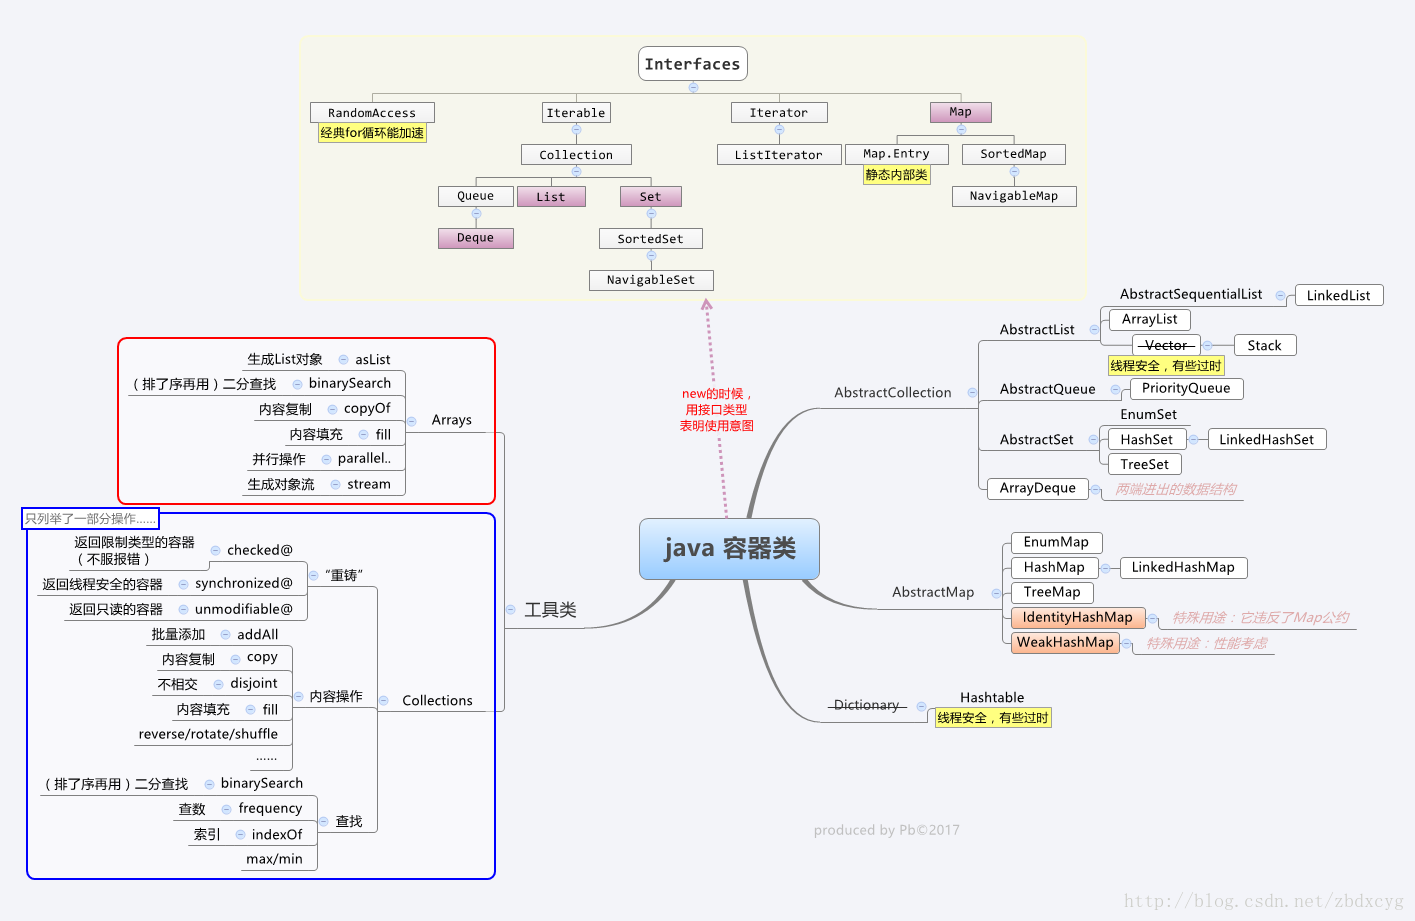 Interfaces
RandomAccess
经典for循环能加速
Iterable
Iterator
Map
Collection
ListIterator
Map.Entry
静态内部类
SortedMap
Queue
List
Set
NavigableMap
Deque
SortedSet
NavigableSet
new的时候，
用接口类型
表明使用意图
java 容器类
AbstractCollection
AbstractList
AbstractSequentialList
LinkedList
ArrayList
Vector
线程安全，有些过时
Stack
AbstractQueue
PriorityQueue
AbstractSet
EnumSet
HashSet
LinkedHashSet
TreeSet
ArrayDeque
两端进出的数据结构
AbstractMap
EnumMap
HashMap
LinkedHashMap
TreeMap
IdentityHashMap
特殊用途：它违反了Map公约
WeakHashMap
特殊用途：性能考虑
Dictionary
Hashtable
线程安全，有些过时
工具类
Arrays
生成List对象 asList
（排了序再用）二分查找 binarySearch
内容复制 copyOf
内容填充 fill
并行操作 parallel..
生成对象流 stream
Collections
只列举了一部分操作……
“重铸”
返回限制类型的容器
（不服报错）
checked@
返回线程安全的容器 synchronized@
返回只读的容器 unmodifiable@
内容操作
批量添加 addAll
内容复制 copy
不相交 disjoint
内容填充 fill
reverse/rotate/shuffle
……
查找
（排了序再用）二分查找 binarySearch
查数 frequency
索引 indexOf
max/min
produced by Pb©2017
http://blog.csdn.net/zbdxcyg